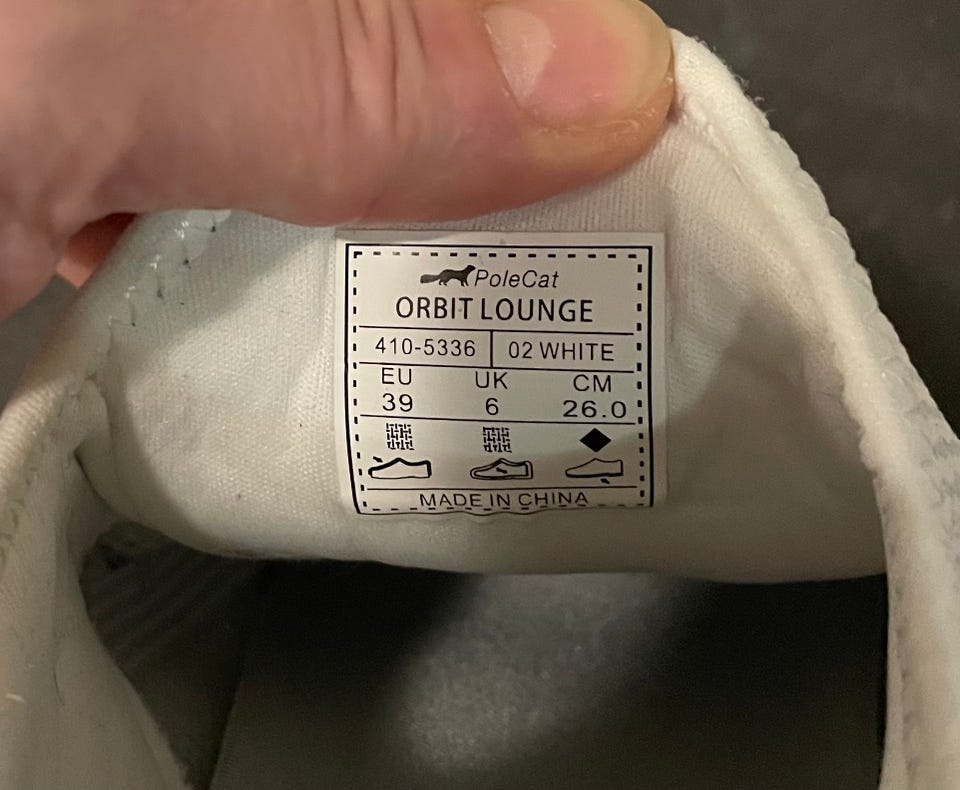 PoleCat
ORBIT LOUNGE
410-5336 02 WHITE
EU UK CM
39 6 26.0
MADE IN CHINA